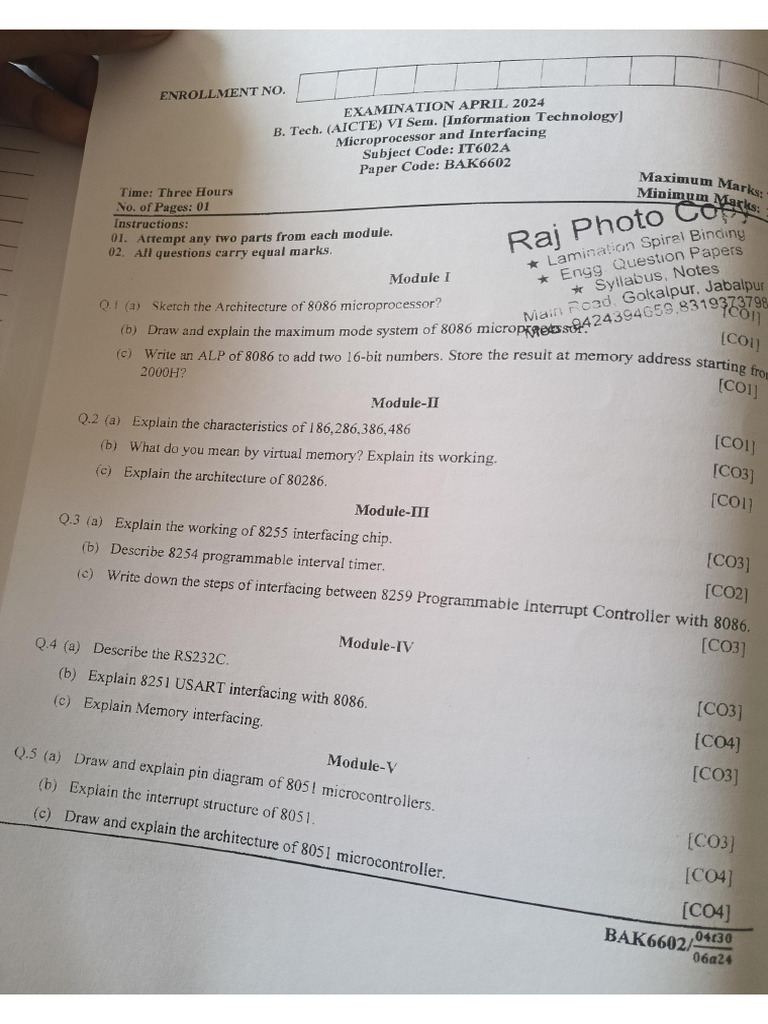 ENROLLMENT NO.
EXAMINATION APRIL 2024
B. Tech. (AICTE) VI Sem. [Information Technology]
Microprocessor and Interfacing
Subject Code: IT602A
Paper Code: BAK6602
Maximum Marks:
Time: Three Hours
Minimum Marks:
No. of Pages: 01
Instructions:
01. Attempt any two parts from each module.
02. All questions carry equal marks.
Raj Photo Copy
★ Lamination Spiral Binding
★ Engg Question Papers
★ Syllabus, Notes
Main Road, Gokalpur, Jabalpur
9424394659,8319373798
Module I
Q.1 (a) Sketch the Architecture of 8086 microprocessor?
[CO1]
(b) Draw and explain the maximum mode system of 8086 microprocessor.
[CO1]
(c) Write an ALP of 8086 to add two 16-bit numbers. Store the result at memory address starting from
2000H?
[CO1]
Module-II
Q.2 (a) Explain the characteristics of 186,286,386,486
[CO1]
(b) What do you mean by virtual memory? Explain its working.
[CO3]
(c) Explain the architecture of 80286.
[CO1]
Module-III
Q.3 (a) Explain the working of 8255 interfacing chip.
[CO3]
(b) Describe 8254 programmable interval timer.
[CO2]
(c) Write down the steps of interfacing between 8259 Programmable Interrupt Controller with 8086.
[CO3]
Module-IV
Q.4 (a) Describe the RS232C.
[CO3]
(b) Explain 8251 USART interfacing with 8086.
[CO4]
(c) Explain Memory interfacing.
[CO3]
Module-V
Q.5 (a) Draw and explain pin diagram of 8051 microcontrollers.
[CO3]
(b) Explain the interrupt structure of 8051.
[CO4]
(c) Draw and explain the architecture of 8051 microcontroller.
[CO4]
BAK6602/04t30
06a24